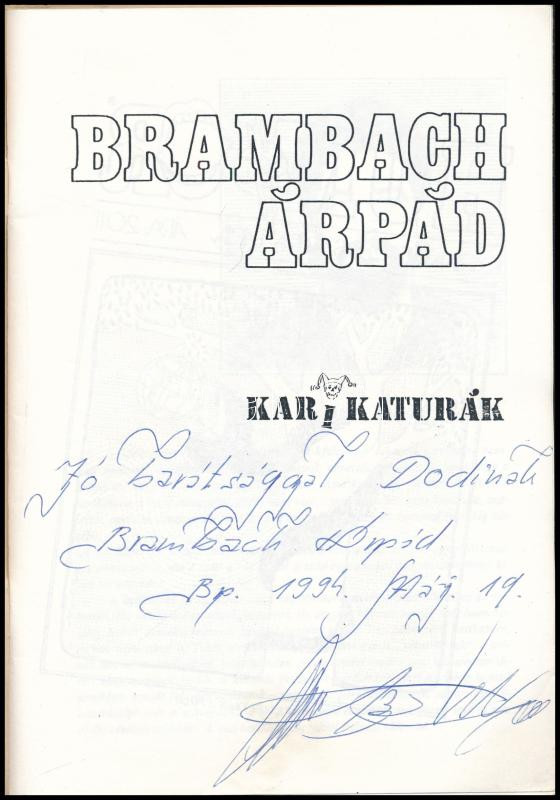 BRAMBACH
ÁRPÁD
KARIKATURÁK
Jó barátsággal Dodinak
Brambach Árpád
Bp. 1994. Máj. 19.